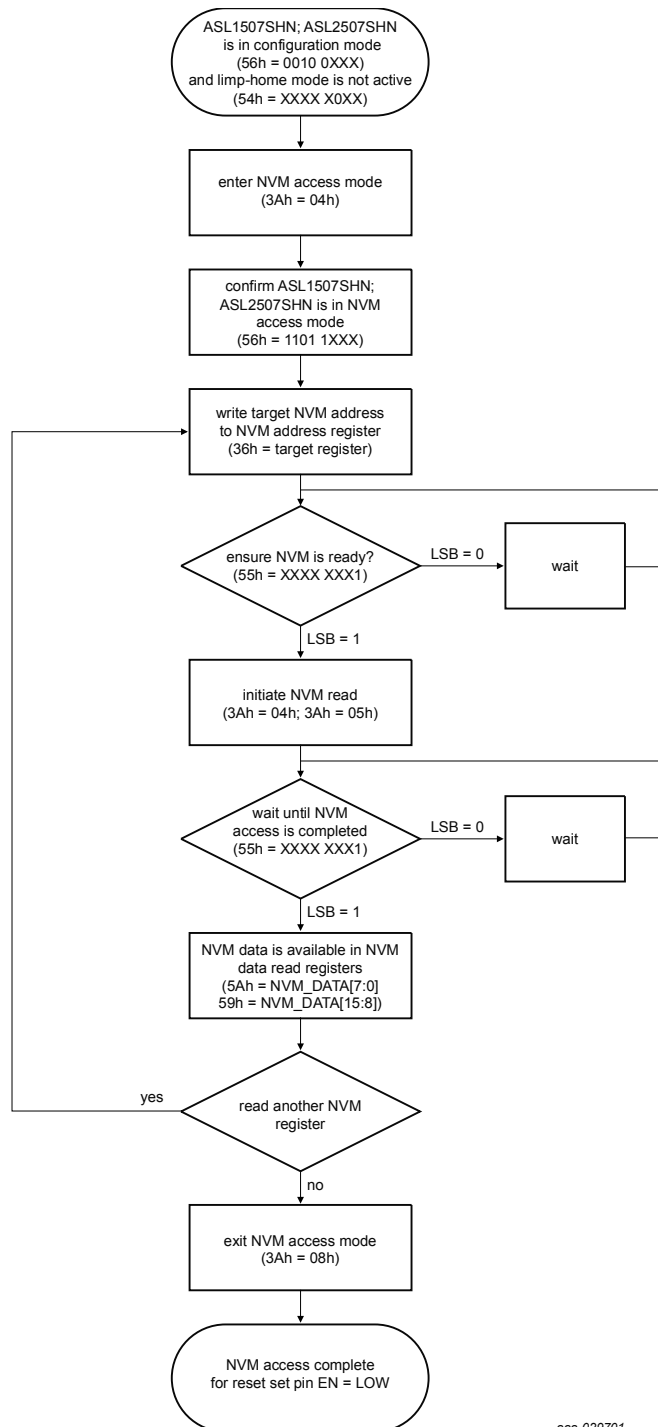 ASL1507SHN; ASL2507SHN
is in configuration mode
(56h = 0010 0XXX)
and limp-home mode is not active
(54h = XXXX X0XX)
enter NVM access mode
(3Ah = 04h)
confirm ASL1507SHN;
ASL2507SHN is in NVM
access mode
(56h = 1101 1XXX)
write target NVM address
to NVM address register
(36h = target register)
ensure NVM is ready?
(55h = XXXX XXX1)
LSB = 0
wait
LSB = 1
initiate NVM read
(3Ah = 04h; 3Ah = 05h)
wait until NVM
access is completed
(55h = XXXX XXX1)
LSB = 0
wait
LSB = 1
NVM data is available in NVM
data read registers
(5Ah = NVM_DATA[7:0]
59h = NVM_DATA[15:8])
yes
read another NVM
register
no
exit NVM access mode
(3Ah = 08h)
NVM access complete
for reset set pin EN = LOW